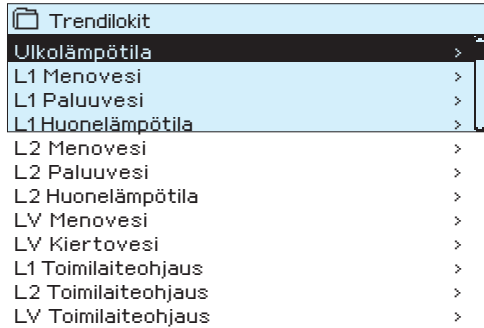 Trendilokit
Ulkolämpötila >
L1 Menovesi >
L1 Paluuvesi >
L1 Huonelämpötila >
L2 Menovesi >
L2 Paluuvesi >
L2 Huonelämpötila >
LV Menovesi >
LV Kiertovesi >
L1 Toimilaiteohjaus >
L2 Toimilaiteohjaus >
LV Toimilaiteohjaus >